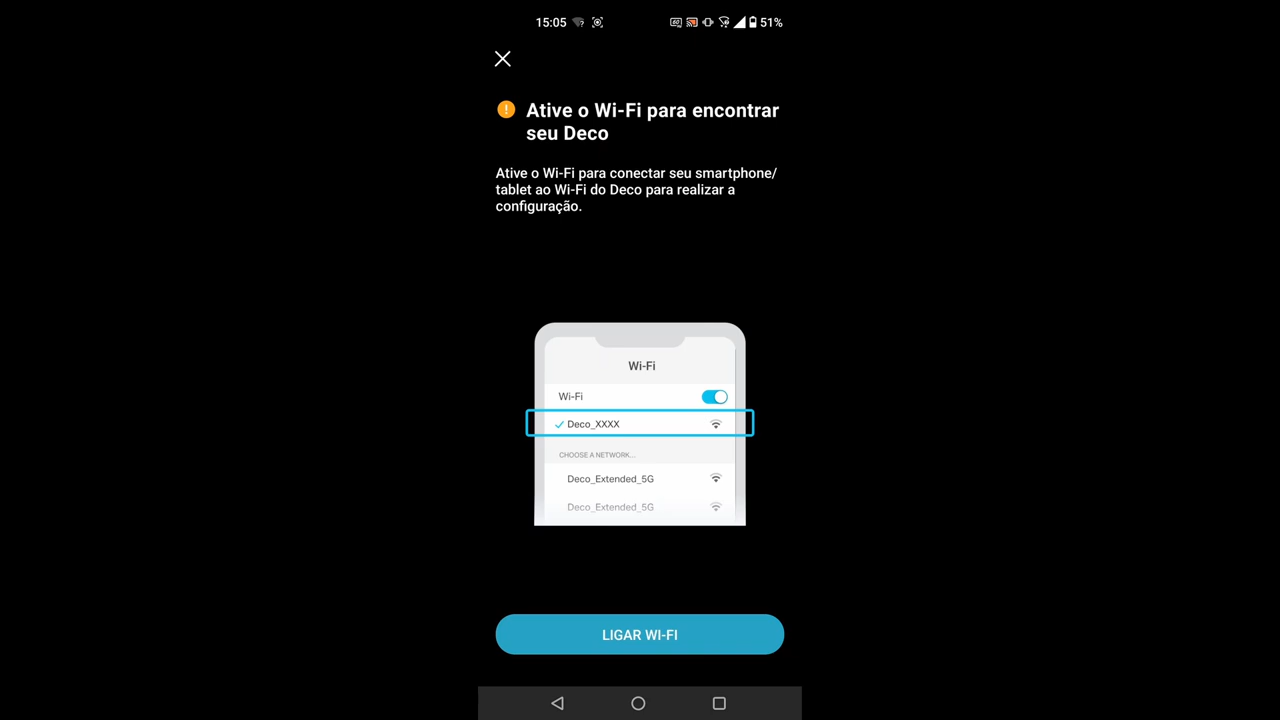 15:05
51%
Ative o Wi-Fi para encontrar
seu Deco
Ative o Wi-Fi para conectar seu smartphone/
tablet ao Wi-Fi do Deco para realizar a
configuração.
Wi-Fi
Wi-Fi
Deco_XXXX
CHOOSE A NETWORK...
Deco_Extended_5G
Deco_Extended_5G
LIGAR WI-FI